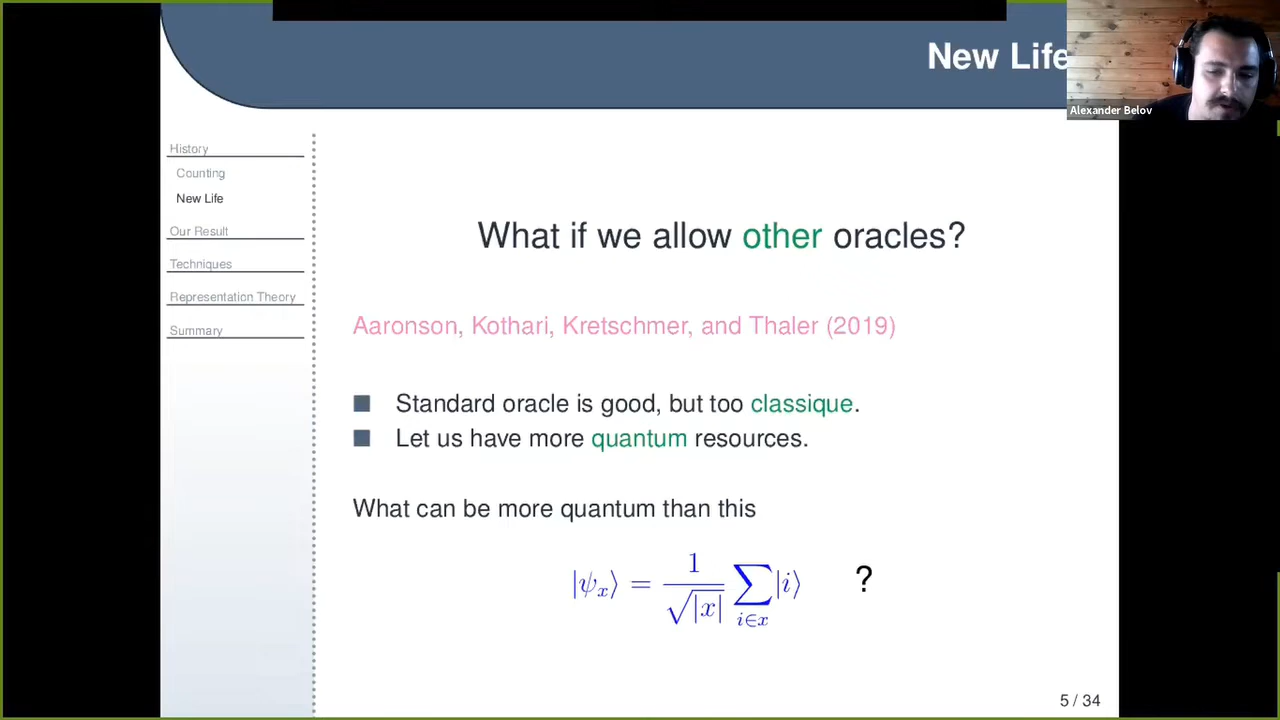 New Life
Alexander Belov
History
Counting
New Life
Our Result
Techniques
Representation Theory
Summary
What if we allow other oracles?
Aaronson, Kothari, Kretschmer, and Thaler (2019)
■ Standard oracle is good, but too classique.
■ Let us have more quantum resources.
What can be more quantum than this
|ψ_x⟩ = 1/√|x| ∑_{i∈x} |i⟩ ?
5 / 34